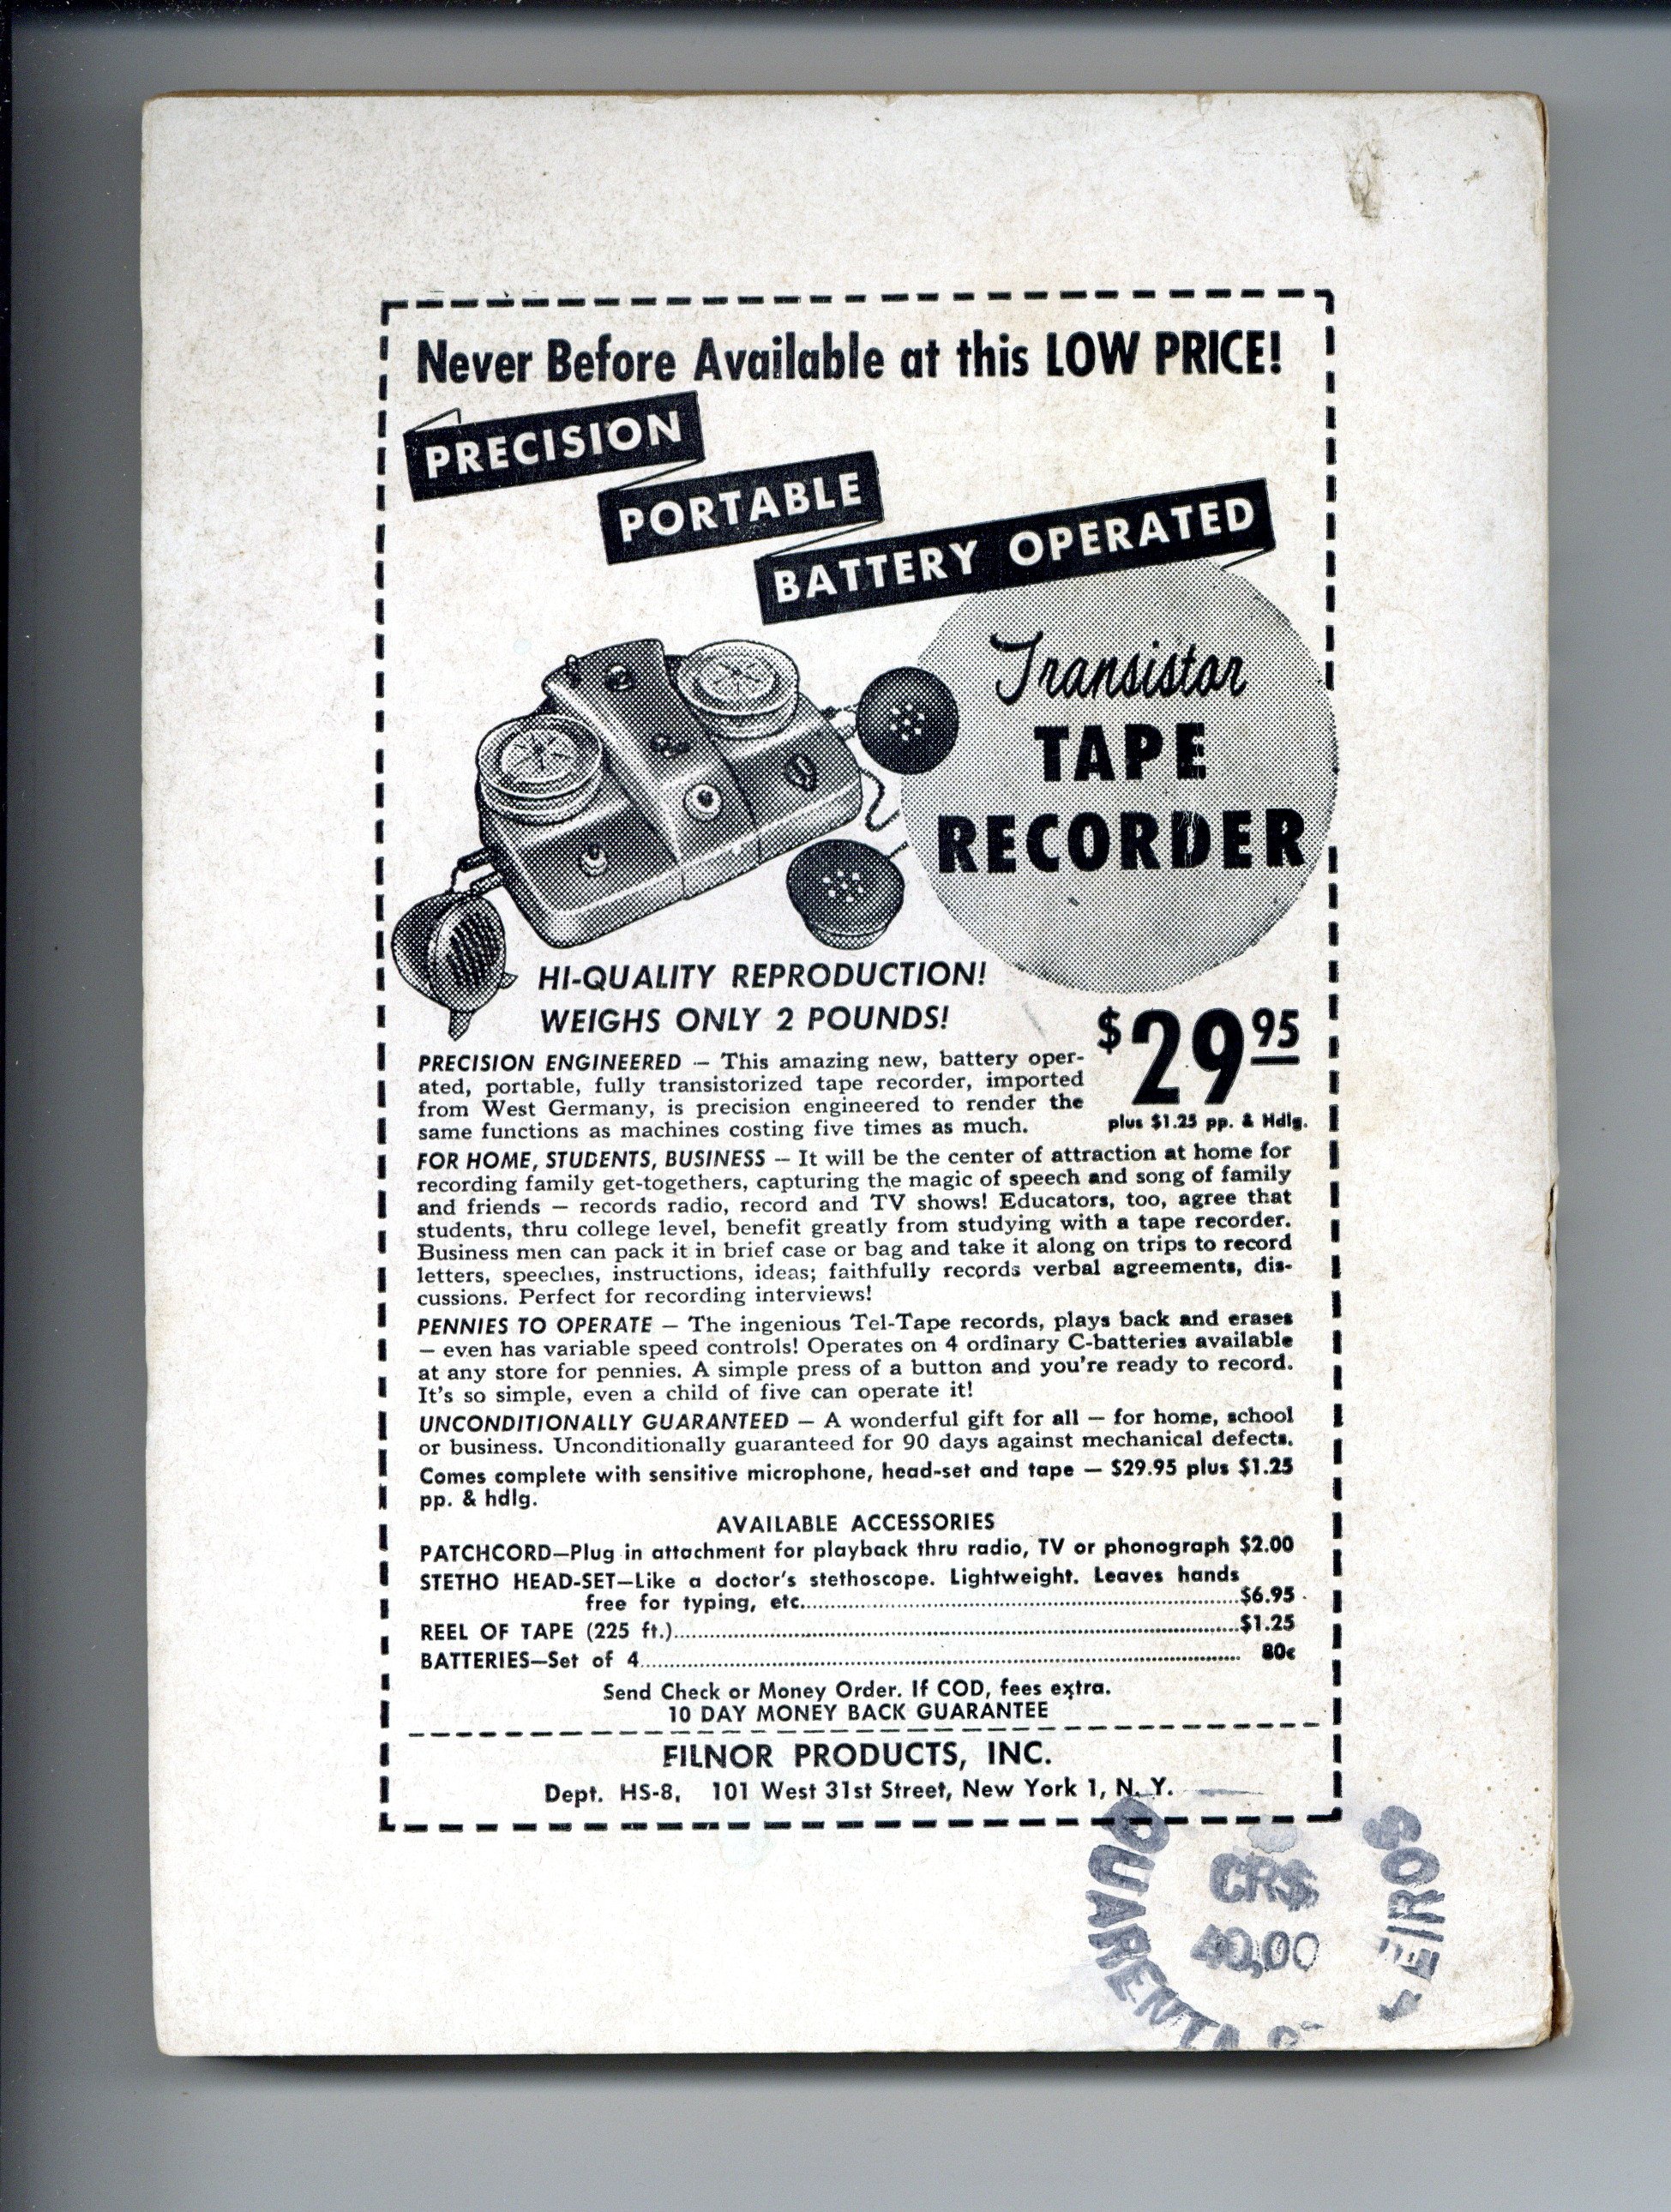 Never Before Available at this LOW PRICE!
PRECISION
PORTABLE
BATTERY OPERATED
Transistor
TAPE
RECORDER
HI-QUALITY REPRODUCTION!
WEIGHS ONLY 2 POUNDS!
$29.95
plus $1.25 pp. & Hdlg.
PRECISION ENGINEERED — This amazing new, battery oper-
ated, portable, fully transistorized tape recorder, imported
from West Germany, is precision engineered to render the
same functions as machines costing five times as much.
FOR HOME, STUDENTS, BUSINESS — It will be the center of attraction at home for
recording family get-togethers, capturing the magic of speech and song of family
and friends — records radio, record and TV shows! Educators, too, agree that
students, thru college level, benefit greatly from studying with a tape recorder.
Business men can pack it in brief case or bag and take it along on trips to record
letters, speeches, instructions, ideas; faithfully records verbal agreements, dis-
cussions. Perfect for recording interviews!
PENNIES TO OPERATE — The ingenious Tel-Tape records, plays back and erases
— even has variable speed controls! Operates on 4 ordinary C-batteries available
at any store for pennies. A simple press of a button and you're ready to record.
It's so simple, even a child of five can operate it!
UNCONDITIONALLY GUARANTEED — A wonderful gift for all — for home, school
or business. Unconditionally guaranteed for 90 days against mechanical defects.
Comes complete with sensitive microphone, head-set and tape — $29.95 plus $1.25
pp. & hdlg.
AVAILABLE ACCESSORIES
PATCHCORD—Plug in attachment for playback thru radio, TV or phonograph $2.00
STETHO HEAD-SET—Like a doctor's stethoscope. Lightweight. Leaves hands
free for typing, etc. $6.95
REEL OF TAPE (225 ft.) $1.25
BATTERIES—Set of 4 80¢
Send Check or Money Order. If COD, fees extra.
10 DAY MONEY BACK GUARANTEE
FILNOR PRODUCTS, INC.
Dept. HS-8, 101 West 31st Street, New York 1, N. Y.
QUARENTA
CR$
40,00